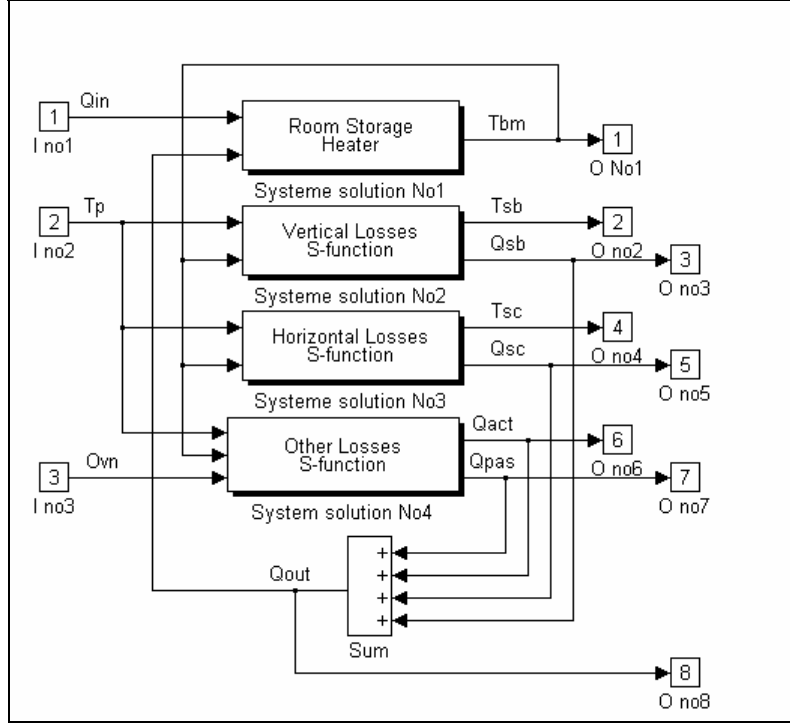 Qin
1
I no1
Room Storage
Heater
Tbm
1
O No1
Systeme solution No1
Tp
2
I no2
Vertical Losses
S-function
Tsb
2
O no2
Qsb
3
O no3
Systeme solution No2
Horizontal Losses
S-function
Tsc
4
O no4
Qsc
5
O no5
Systeme solution No3
Ovn
3
I no3
Other Losses
S-function
Qact
6
O no6
Qpas
7
O no7
System solution No4
Qout
+
+
+
+
Sum
8
O no8